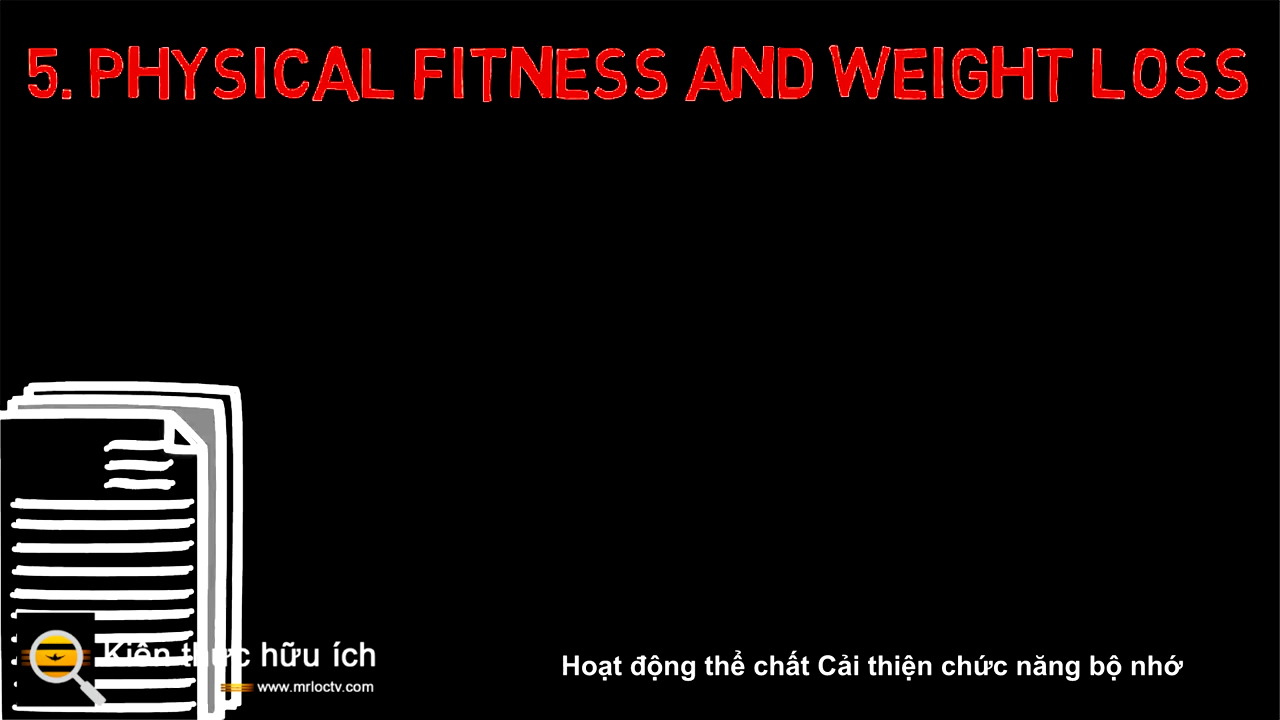 5. PHYSICAL FITNESS AND WEIGHT LOSS
Kiến thức hữu ích
www.mrloctv.com
Hoạt động thể chất Cải thiện chức năng bộ nhớ